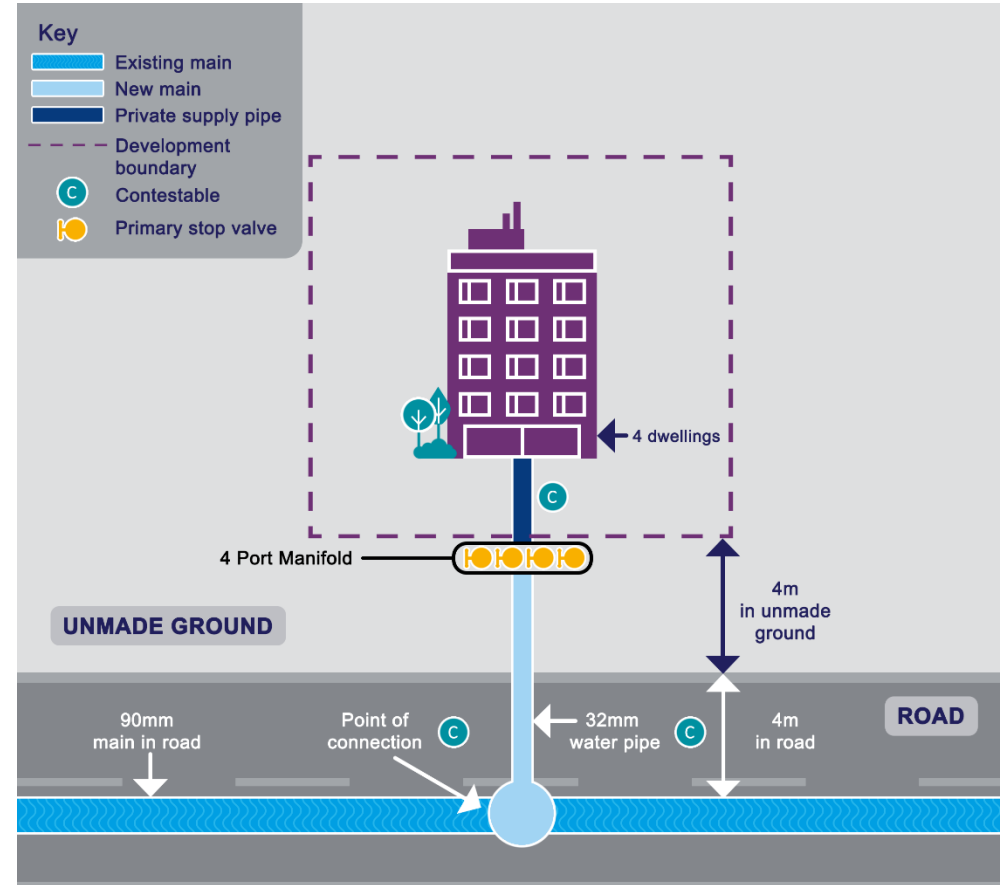 Key
Existing main
New main
Private supply pipe
Development
boundary
C
Contestable
Primary stop valve
4 dwellings
C
4 Port Manifold
4m
in unmade
ground
UNMADE GROUND
90mm
main in road
Point of
connection
C
32mm
water pipe
C
4m
in road
ROAD